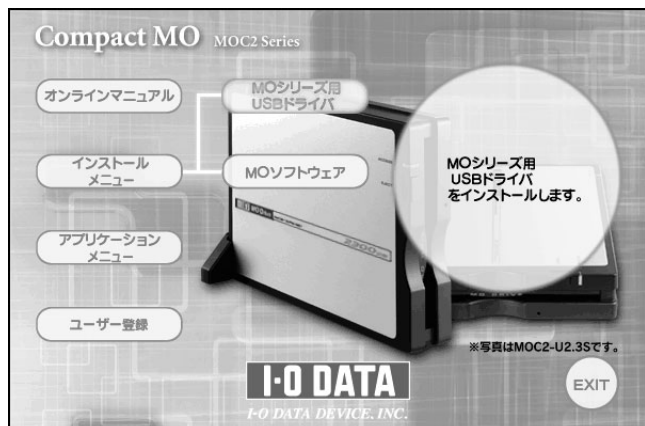 Compact MO MOC2 Series
オンラインマニュアル
MOシリーズ用
USBドライバ
インストール
メニュー
MOソフトウェア
MOシリーズ用
USBドライバ
をインストールします。
アプリケーション
メニュー
ユーザー登録
※写真はMOC2-U2.3Sです。
I-O DATA
I-O DATA DEVICE, INC.
EXIT